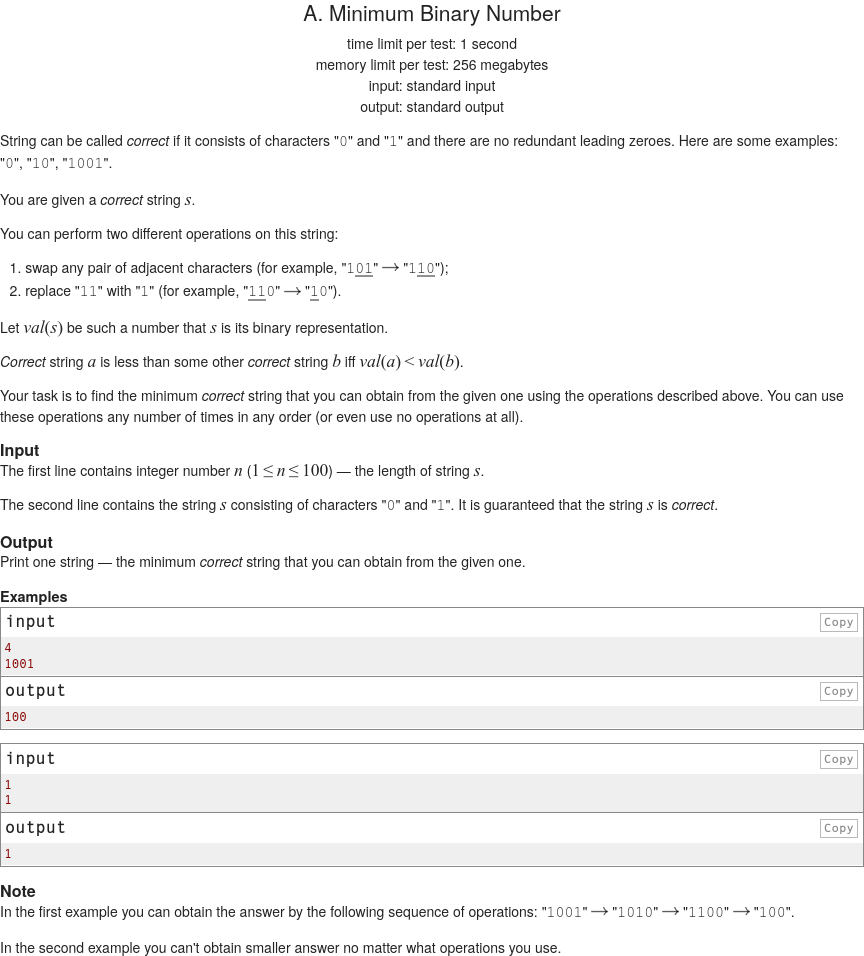 A. Minimum Binary Number
time limit per test: 1 second
memory limit per test: 256 megabytes
input: standard input
output: standard output
String can be called correct if it consists of characters "0" and "1" and there are no redundant leading zeroes. Here are some examples:
"0", "10", "1001".
You are given a correct string s.
You can perform two different operations on this string:
1. swap any pair of adjacent characters (for example, "101" → "110");
2. replace "11" with "1" (for example, "110" → "10").
Let val(s) be such a number that s is its binary representation.
Correct string a is less than some other correct string b iff val(a) < val(b).
Your task is to find the minimum correct string that you can obtain from the given one using the operations described above. You can use
these operations any number of times in any order (or even use no operations at all).
Input
The first line contains integer number n (1 ≤ n ≤ 100) — the length of string s.
The second line contains the string s consisting of characters "0" and "1". It is guaranteed that the string s is correct.
Output
Print one string — the minimum correct string that you can obtain from the given one.
Examples
input Copy
4
1001
output Copy
100
input Copy
1
1
output Copy
1
Note
In the first example you can obtain the answer by the following sequence of operations: "1001" → "1010" → "1100" → "100".
In the second example you can't obtain smaller answer no matter what operations you use.